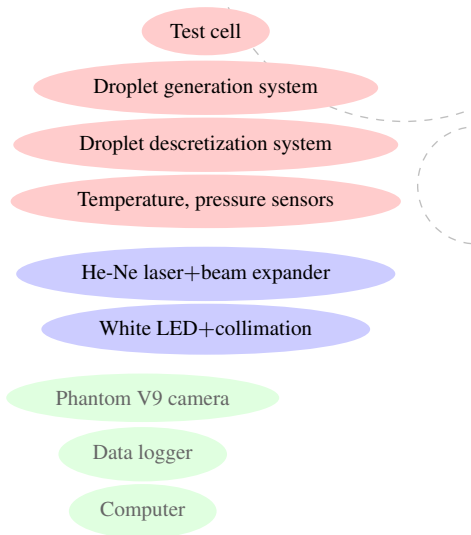 Test cell
Droplet generation system
Droplet descretization system
Temperature, pressure sensors
He-Ne laser+beam expander
White LED+collimation
Phantom V9 camera
Data logger
Computer